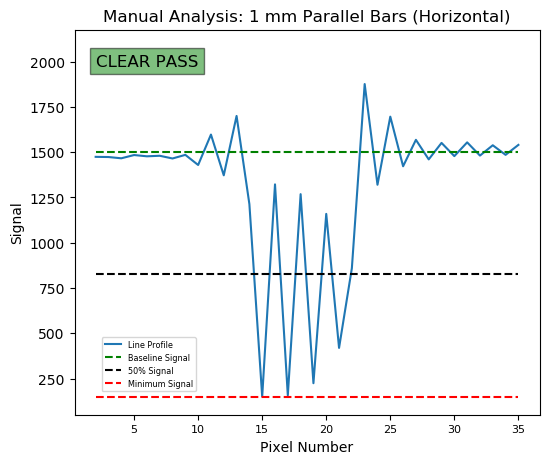 Manual Analysis: 1 mm Parallel Bars (Horizontal)
CLEAR PASS
2000
1750
1500
1250
1000
750
500
250
Signal
Line Profile
Baseline Signal
50% Signal
Minimum Signal
5 10 15 20 25 30 35
Pixel Number